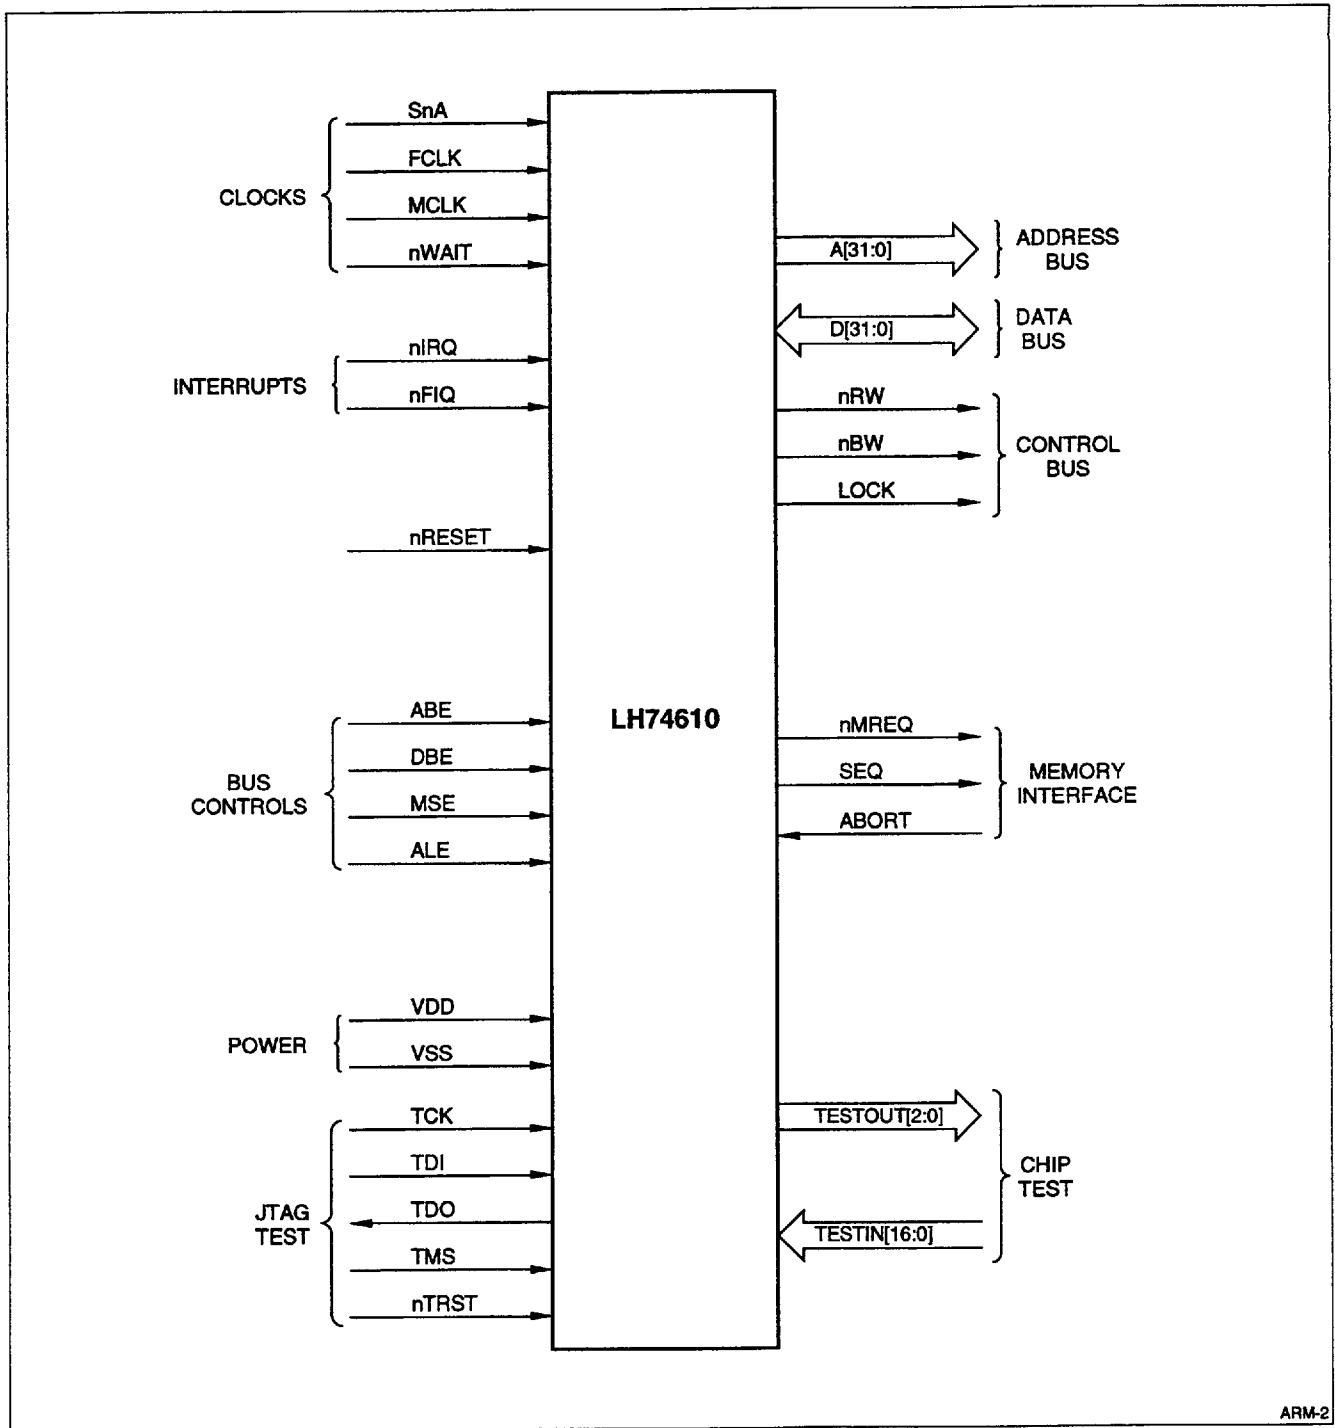 SnA
FCLK
CLOCKS
MCLK
nWAIT
nIRQ
INTERRUPTS
nFIQ
nRESET
ABE
DBE
BUS
CONTROLS
MSE
ALE
VDD
POWER
VSS
TCK
TDI
JTAG
TEST
TDO
TMS
nTRST
LH74610
A[31:0]
ADDRESS
BUS
D[31:0]
DATA
BUS
nRW
nBW
CONTROL
BUS
LOCK
nMREQ
SEQ
MEMORY
INTERFACE
ABORT
TESTOUT[2:0]
CHIP
TEST
TESTIN[16:0]
ARM-2